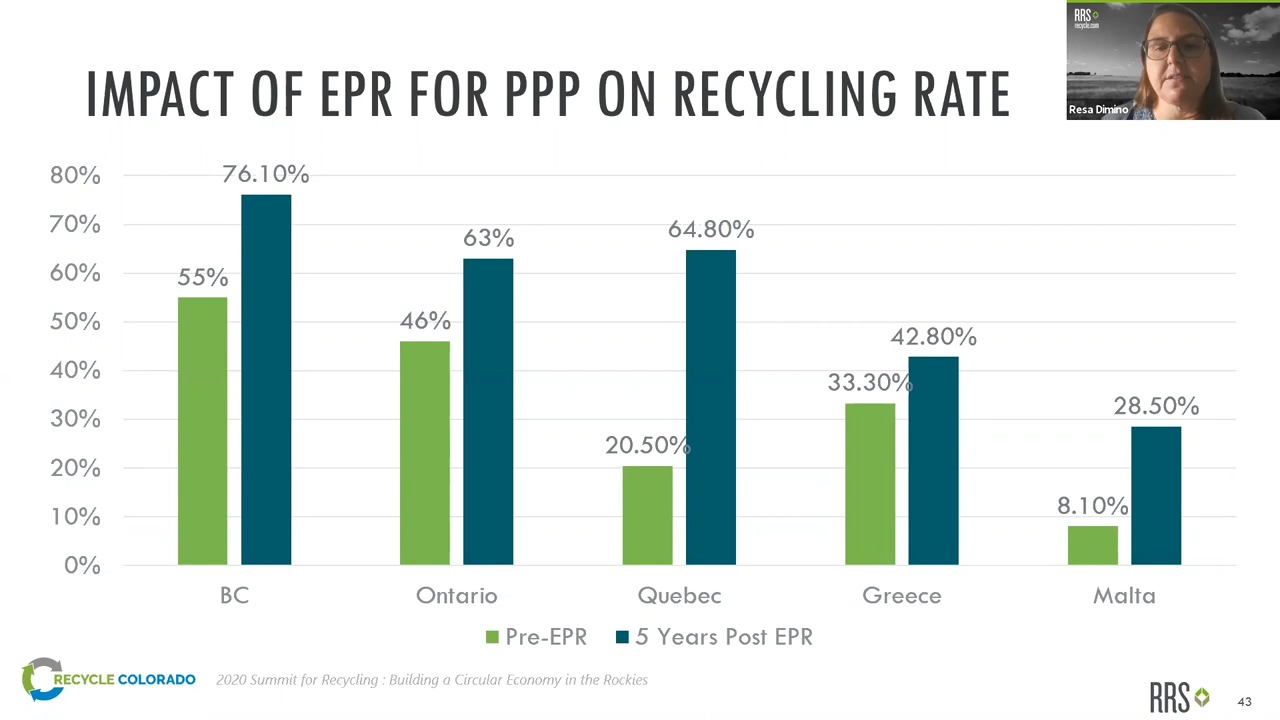 RRS
recycle.com
Resa Dimino
IMPACT OF EPR FOR PPP ON RECYCLING RATE
80%
70%
60%
50%
40%
30%
20%
10%
0%
55%
76.10%
46%
63%
20.50%
64.80%
33.30%
42.80%
8.10%
28.50%
BC
Ontario
Quebec
Greece
Malta
Pre-EPR
5 Years Post EPR
RECYCLE COLORADO
2020 Summit for Recycling : Building a Circular Economy in the Rockies
RRS
43